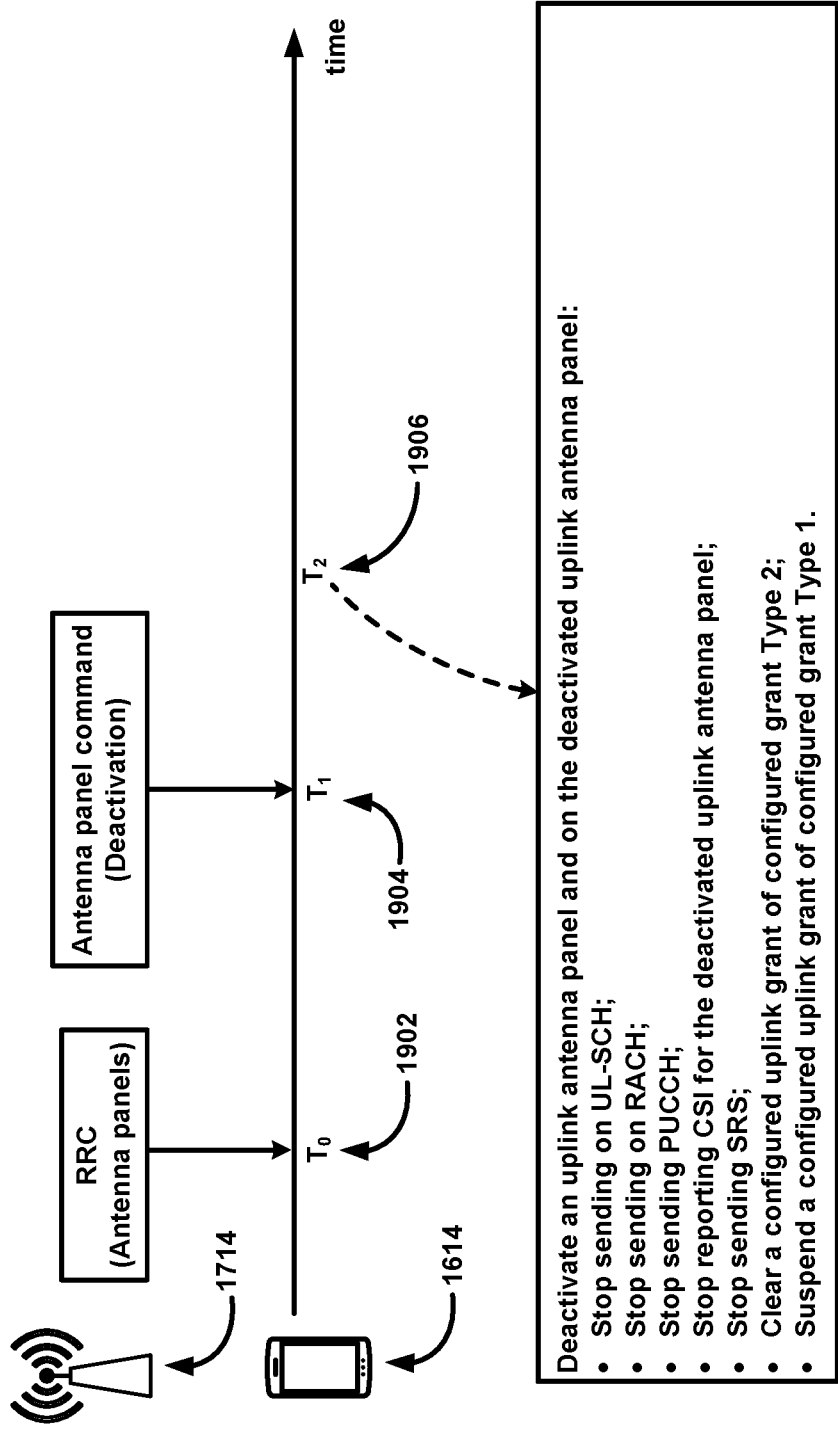 RRC
(Antenna panels)
Antenna panel command
(Deactivation)
1714
1614
T0
1902
T1
1904
T2
1906
time
Deactivate an uplink antenna panel and on the deactivated uplink antenna panel:
• Stop sending on UL-SCH;
• Stop sending on RACH;
• Stop sending PUCCH;
• Stop reporting CSI for the deactivated uplink antenna panel;
• Stop sending SRS;
• Clear a configured uplink grant of configured grant Type 2;
• Suspend a configured uplink grant of configured grant Type 1.